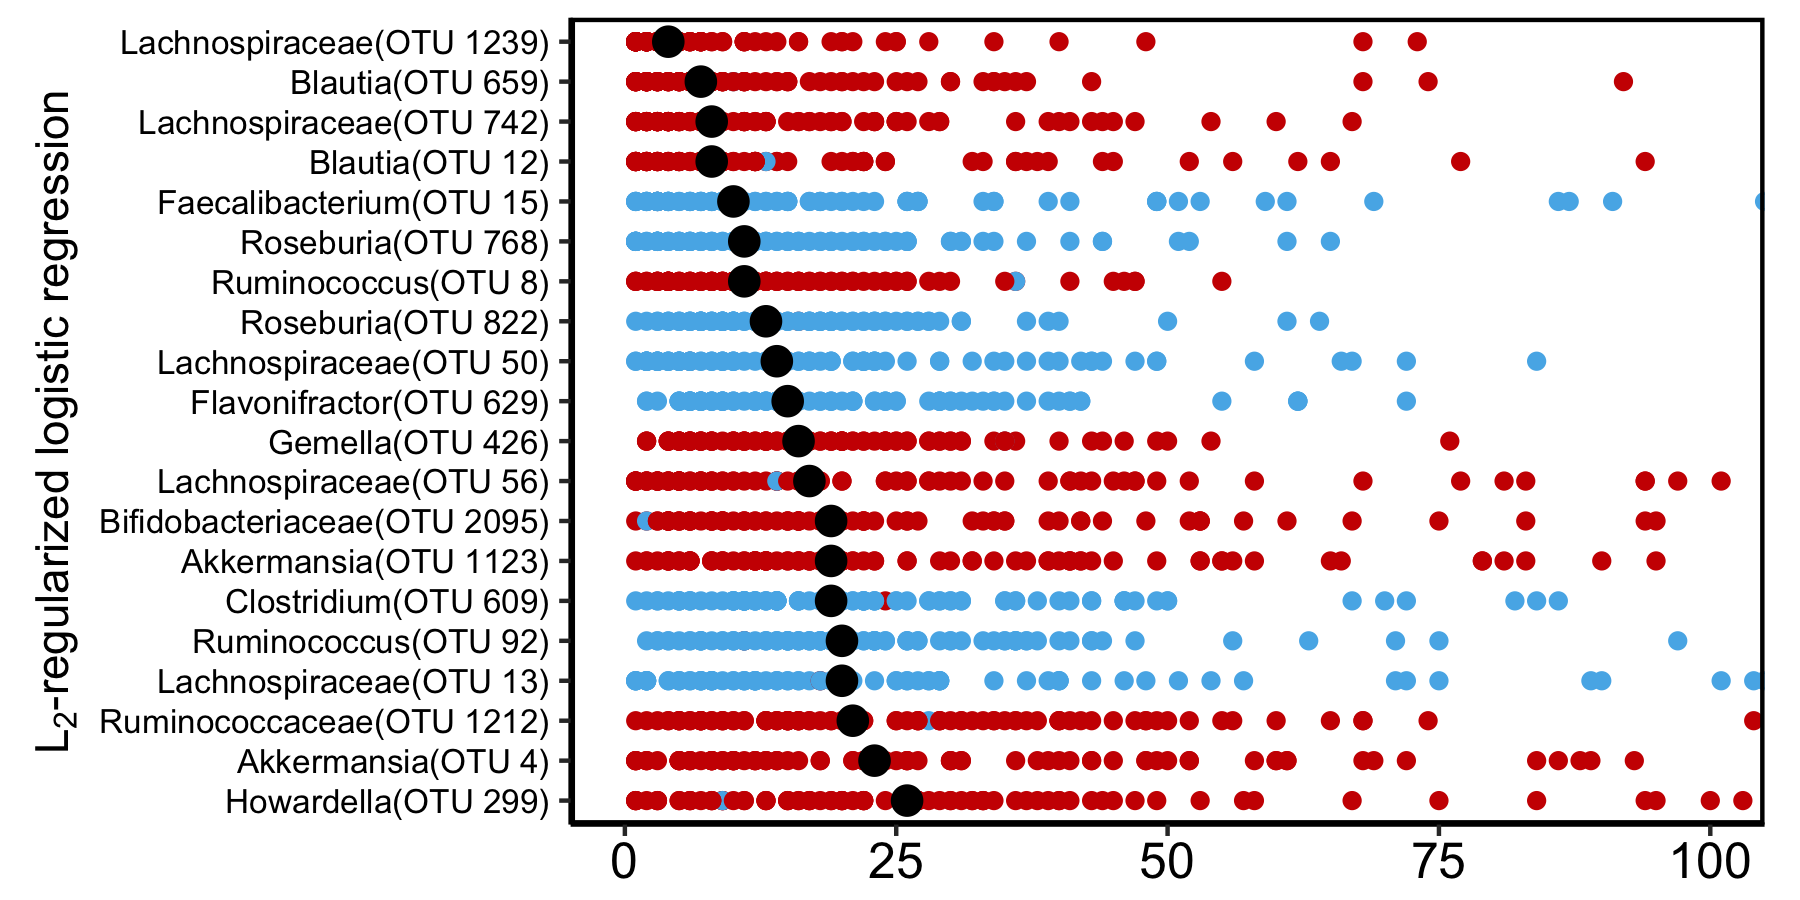 L2-regularized logistic regression
Lachnospiraceae(OTU 1239)
Blautia(OTU 659)
Lachnospiraceae(OTU 742)
Blautia(OTU 12)
Faecalibacterium(OTU 15)
Roseburia(OTU 768)
Ruminococcus(OTU 8)
Roseburia(OTU 822)
Lachnospiraceae(OTU 50)
Flavonifractor(OTU 629)
Gemella(OTU 426)
Lachnospiraceae(OTU 56)
Bifidobacteriaceae(OTU 2095)
Akkermansia(OTU 1123)
Clostridium(OTU 609)
Ruminococcus(OTU 92)
Lachnospiraceae(OTU 13)
Ruminococcaceae(OTU 1212)
Akkermansia(OTU 4)
Howardella(OTU 299)
0 25 50 75 100